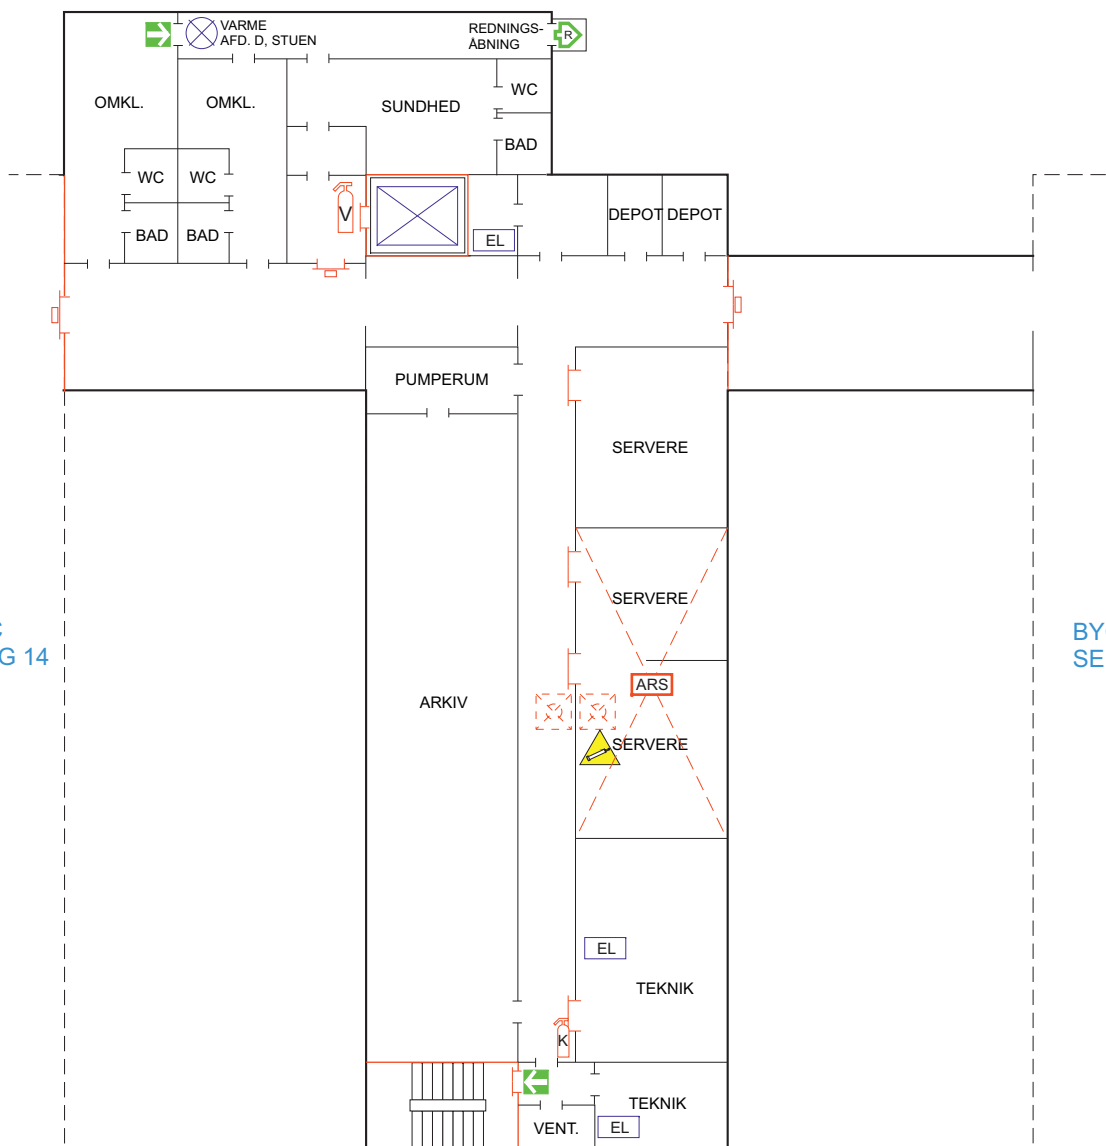 VARME
AFD. D, STUEN
REDNINGS-
ÅBNING
R
OMKL.
OMKL.
SUNDHED
WC
BAD
WC
WC
V
BAD
BAD
EL
DEPOT
DEPOT
PUMPERUM
SERVERE
SERVERE
G 14
BY
SE
ARS
ARKIV
SERVERE
EL
TEKNIK
K
TEKNIK
VENT.
EL